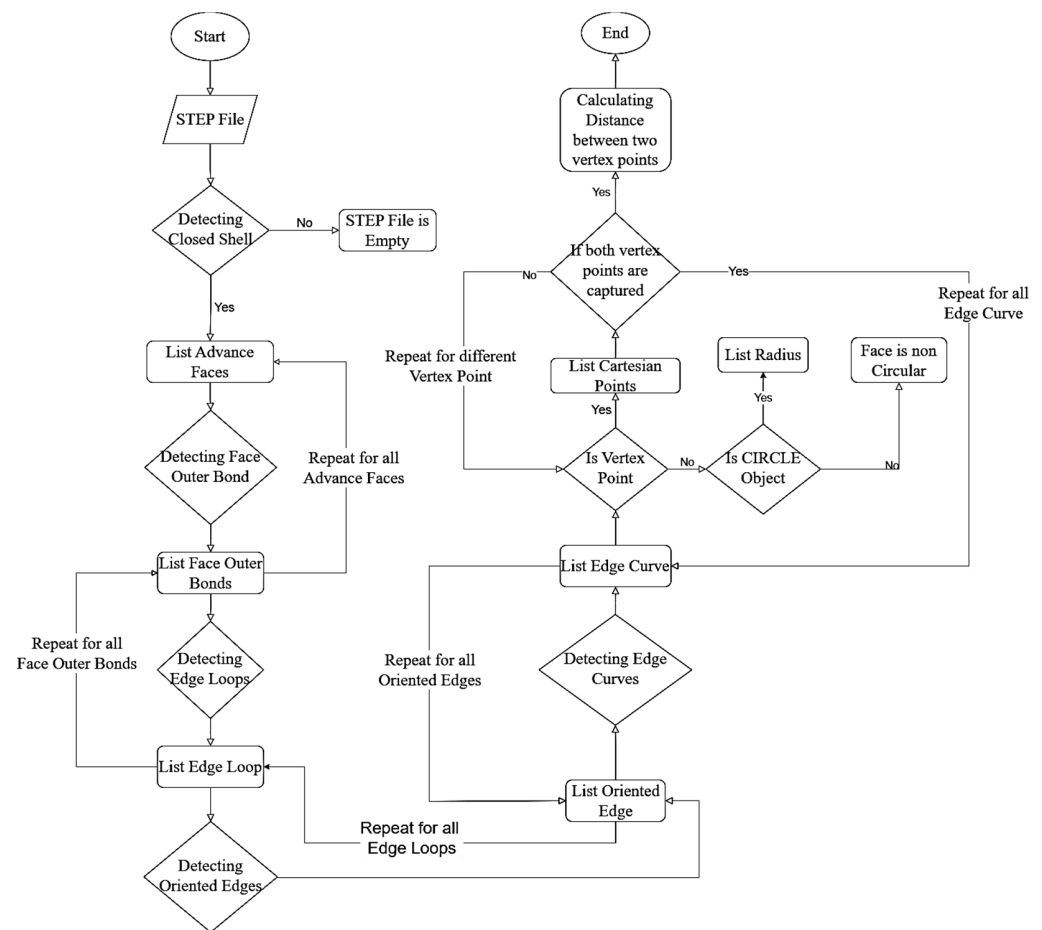 Start
STEP File
Detecting
Closed Shell
No
STEP File is
Empty
Yes
List Advance
Faces
Detecting Face
Outer Bond
Repeat for all
Advance Faces
List Face Outer
Bonds
Repeat for all
Face Outer Bonds
Detecting
Edge Loops
List Edge Loop
Detecting
Oriented Edges
Repeat for all
Edge Loops
List Oriented
Edge
Detecting Edge
Curves
Repeat for all
Oriented Edges
List Edge Curve
Is Vertex
Point
No
Is CIRCLE
Object
Yes
List Radius
No
Face is non
Circular
Yes
List Cartesian
Points
If both vertex
points are
captured
No
Repeat for different
Vertex Point
Yes
Repeat for all
Edge Curve
Yes
Calculating
Distance
between two
vertex points
End